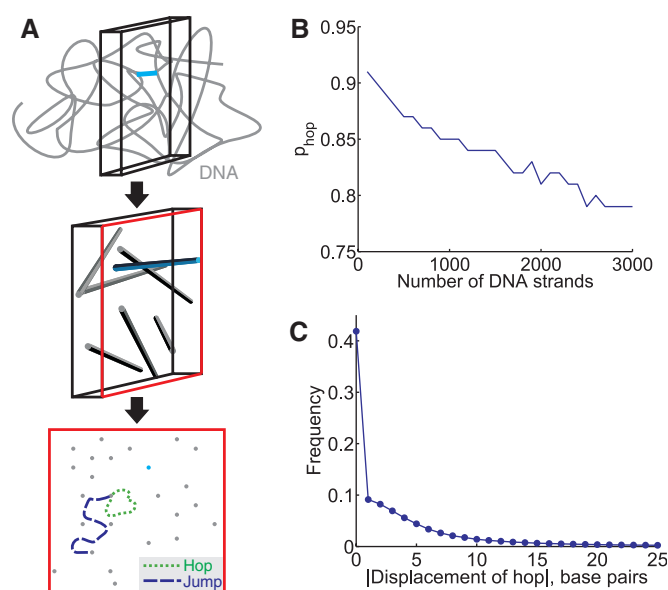 A
DNA
Hop
Jump
B
0.95
0.9
0.85
0.8
0.75
p_hop
0
1000
2000
3000
Number of DNA strands
C
0.4
0.3
0.2
0.1
0
Frequency
0
5
10
15
20
25
|Displacement of hop|, base pairs